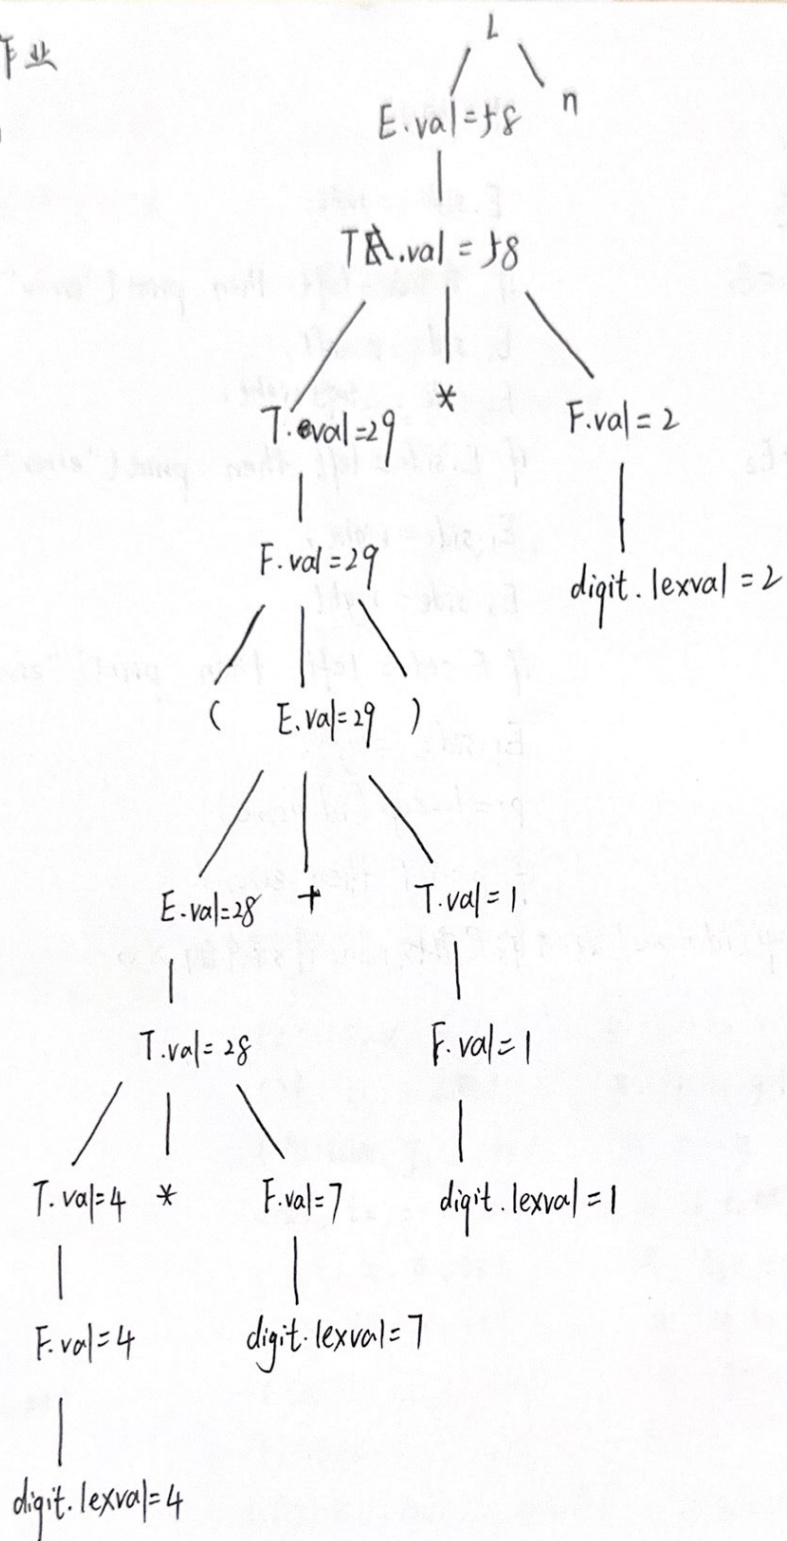 作业
L
E.val=58 n
T.val = 58
T.val=29 * F.val=2
F.val=29 digit.lexval=2
( E.val=29 )
E.val=28 + T.val=1
T.val=28 F.val=1
T.val=4 * F.val=7 digit.lexval=1
F.val=4 digit.lexval=7
digit.lexval=4